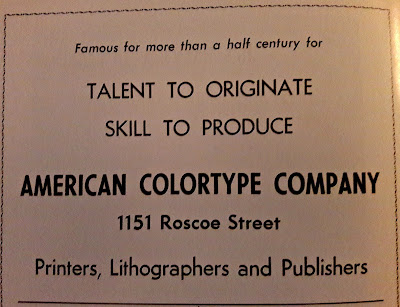 Famous for more than a half century for
TALENT TO ORIGINATE
SKILL TO PRODUCE
AMERICAN COLORTYPE COMPANY
1151 Roscoe Street
Printers, Lithographers and Publishers